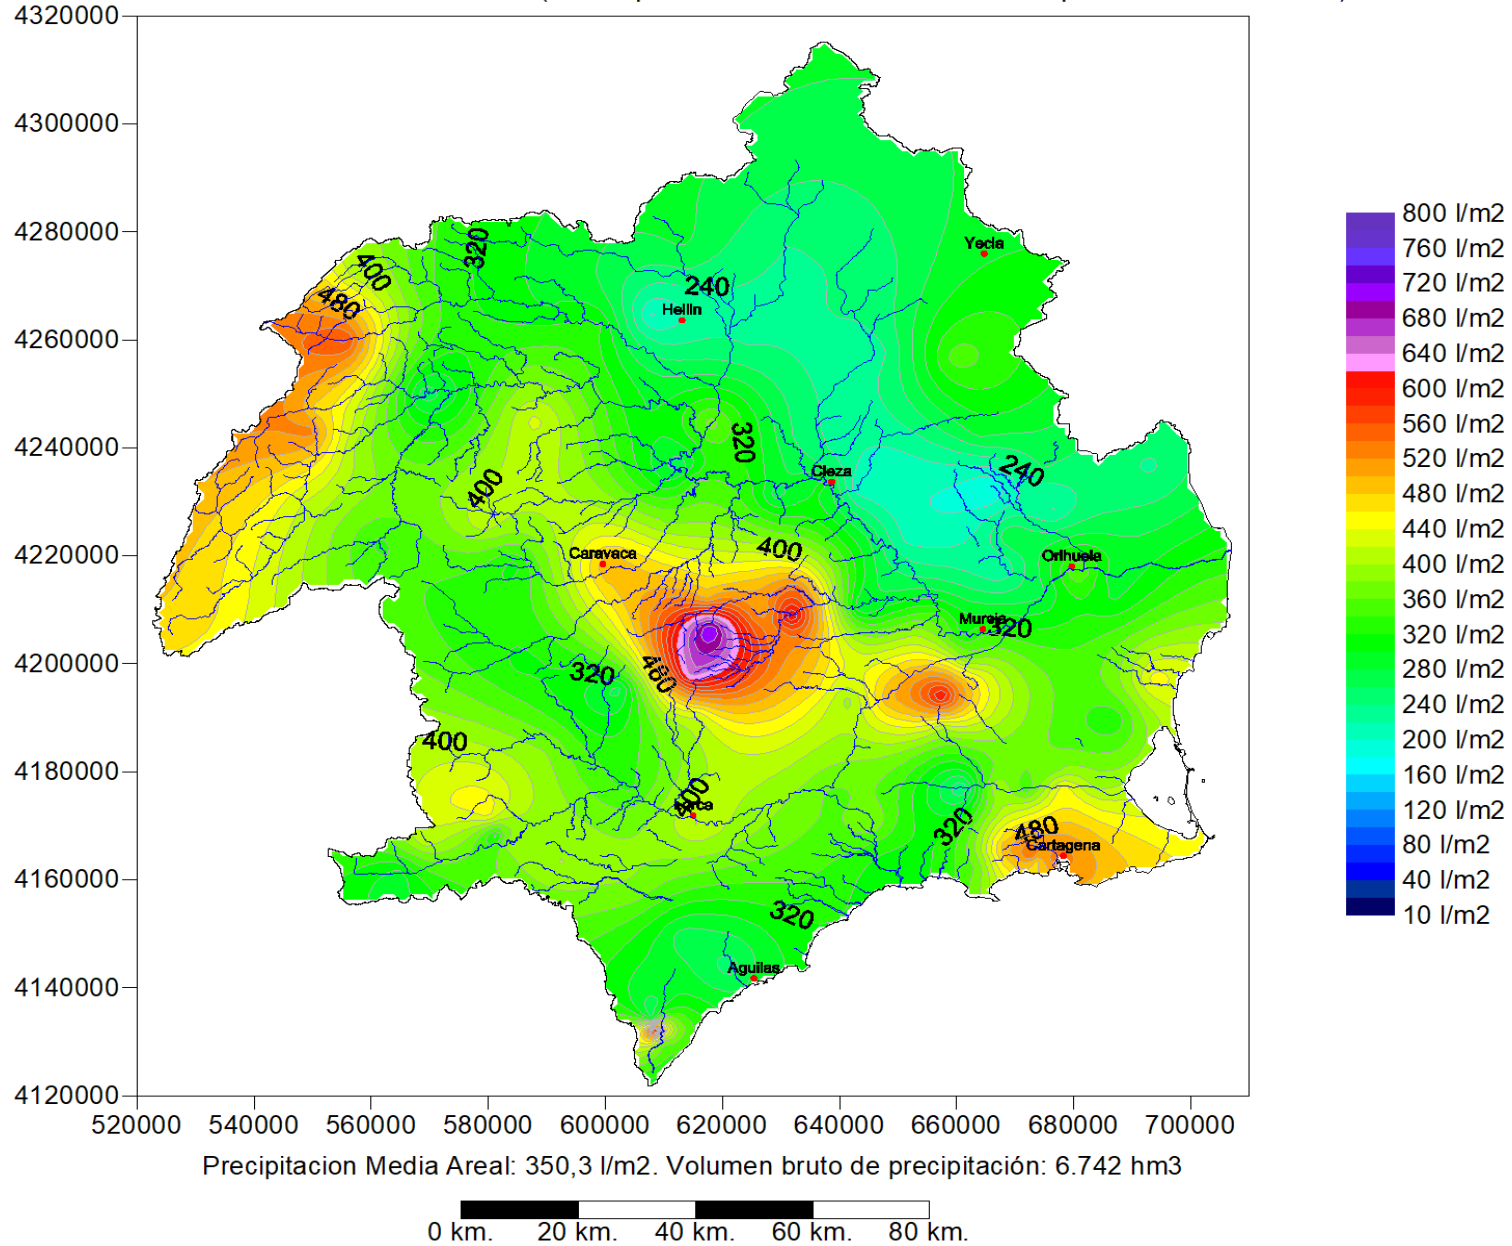 4320000
4300000
4280000
4260000
4240000
4220000
4200000
4180000
4160000
4140000
4120000
520000 540000 560000 580000 600000 620000 640000 660000 680000 700000
Yecla
320
400
480
240
Hellin
320
Cieza
240
400
Caravaca
400
Orihuela
Murcia
320
480
320
400
400
320
480
Cartagena
320
Aguilas
800 l/m2
760 l/m2
720 l/m2
680 l/m2
640 l/m2
600 l/m2
560 l/m2
520 l/m2
480 l/m2
440 l/m2
400 l/m2
360 l/m2
320 l/m2
280 l/m2
240 l/m2
200 l/m2
160 l/m2
120 l/m2
80 l/m2
40 l/m2
10 l/m2
Precipitacion Media Areal: 350,3 l/m2. Volumen bruto de precipitación: 6.742 hm3
0 km. 20 km. 40 km. 60 km. 80 km.